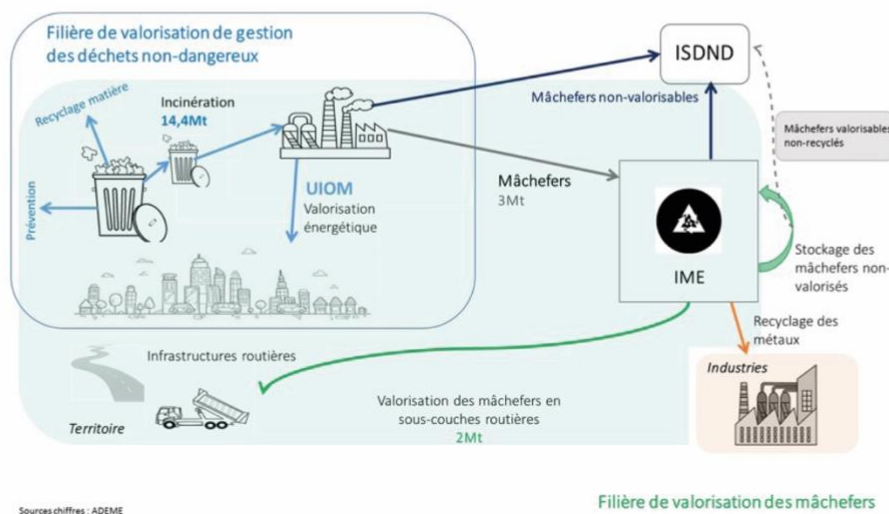 Filière de valorisation de gestion
des déchets non-dangereux
Recyclage matière
Incinération
14,4Mt
Prévention
UIOM
Valorisation
énergétique
ISDND
Mâchefers non-valorisables
Mâchefers valorisables
non-recyclés
Mâchefers
3Mt
IME
Stockage des
mâchefers non-
valorisés
Recyclage des
métaux
Industries
Infrastructures routières
Valorisation des mâchefers en
sous-couches routières
2Mt
Territoire
Sources chiffres : ADEME
Filière de valorisation des mâchefers